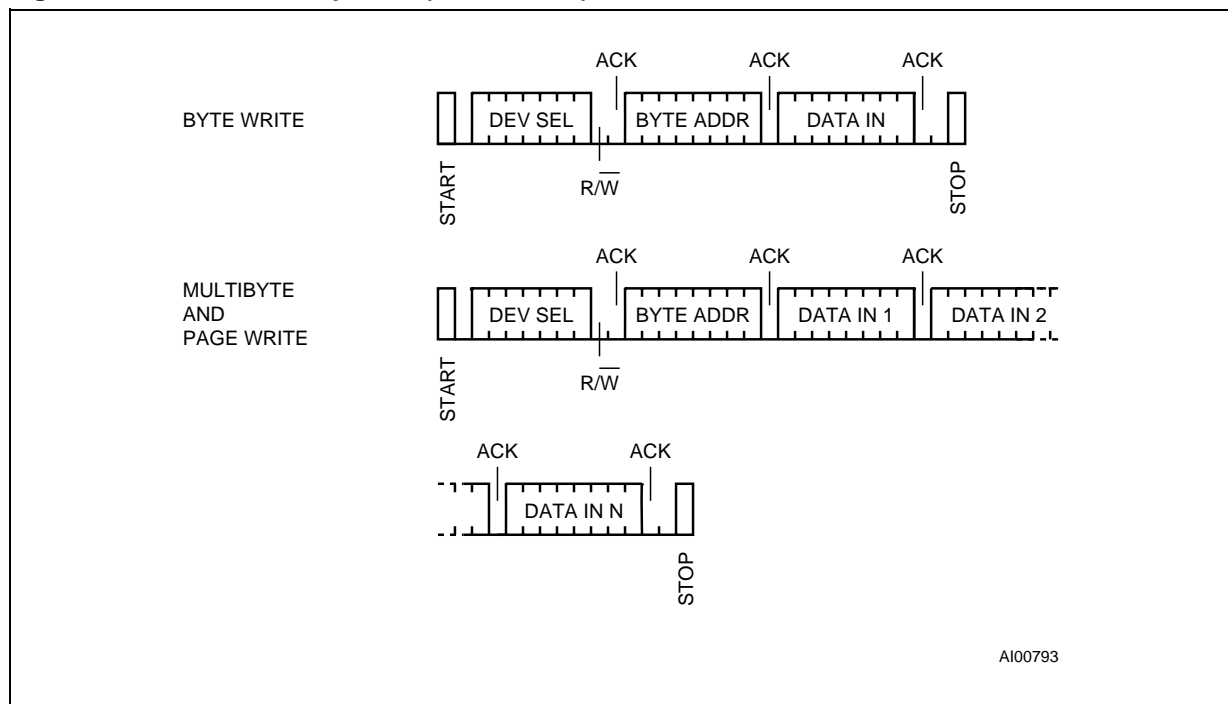 ACK ACK ACK
BYTE WRITE DEV SEL BYTE ADDR DATA IN
R/W
START STOP
ACK ACK ACK
MULTIBYTE
AND
PAGE WRITE
DEV SEL BYTE ADDR DATA IN 1 DATA IN 2
R/W
START
ACK ACK
DATA IN N
STOP
AI00793